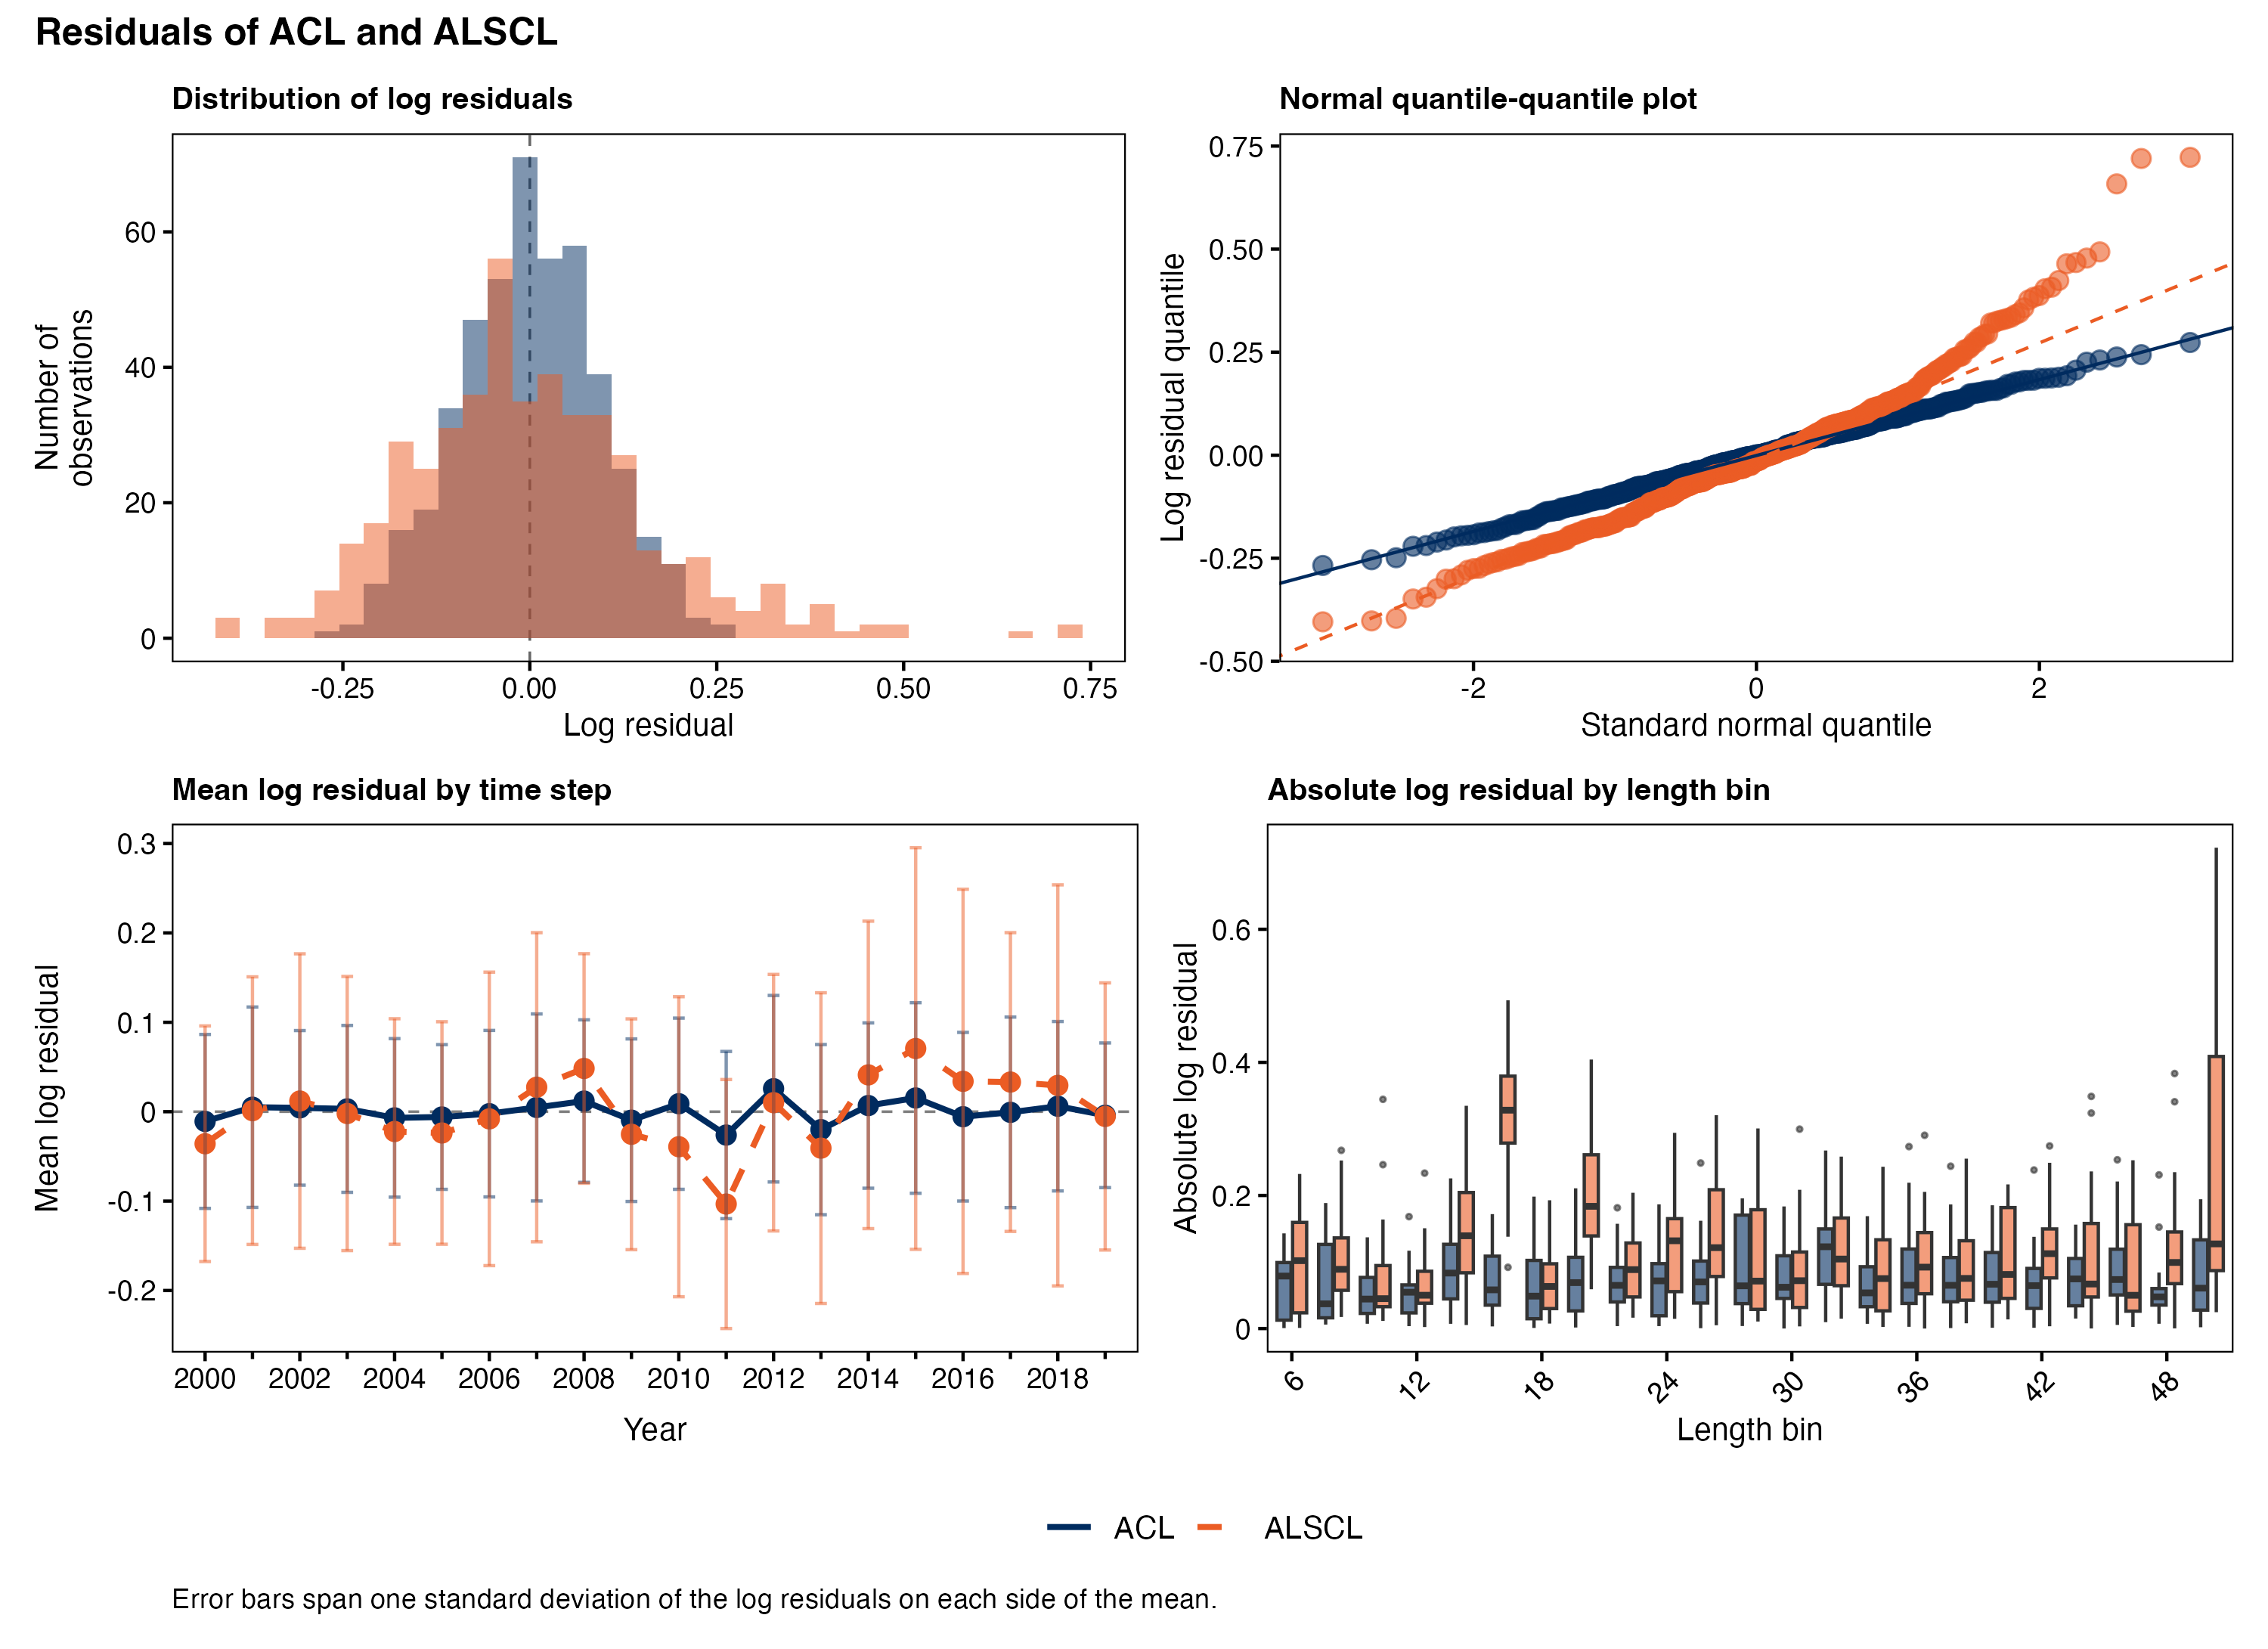 Residuals of ACL and ALSCL
Distribution of log residuals
Number of
observations
60
40
20
0
-0.25
0.00
0.25
0.50
0.75
Log residual
Normal quantile-quantile plot
Log residual quantile
0.75
0.50
0.25
0.00
-0.25
-0.50
-2
0
2
Standard normal quantile
Mean log residual by time step
Mean log residual
0.3
0.2
0.1
0
-0.1
-0.2
2000
2002
2004
2006
2008
2010
2012
2014
2016
2018
Year
Absolute log residual by length bin
Absolute log residual
0.6
0.4
0.2
0
6
12
18
24
30
36
42
48
Length bin
ACL
ALSCL
Error bars span one standard deviation of the log residuals on each side of the mean.